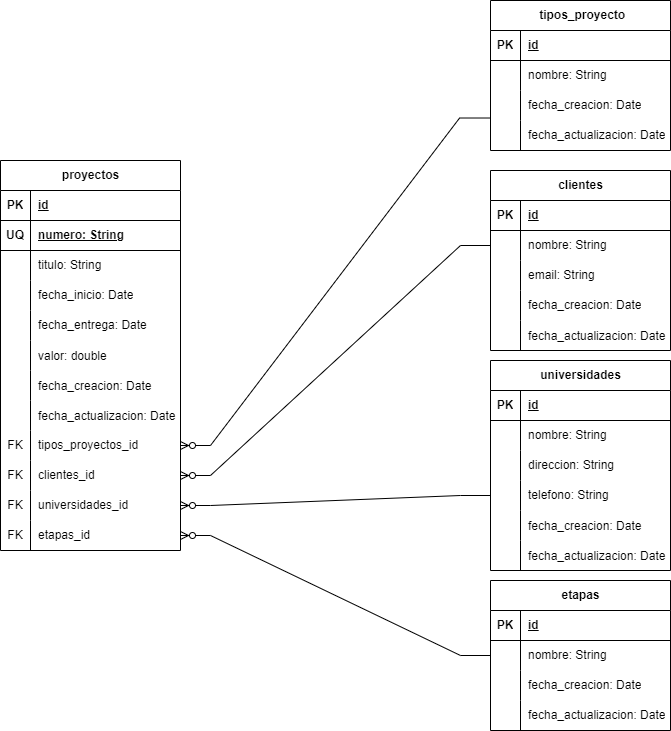 proyectos
PK id
UQ numero: String
titulo: String
fecha_inicio: Date
fecha_entrega: Date
valor: double
fecha_creacion: Date
fecha_actualizacion: Date
FK tipos_proyectos_id
FK clientes_id
FK universidades_id
FK etapas_id
tipos_proyecto
PK id
nombre: String
fecha_creacion: Date
fecha_actualizacion: Date
clientes
PK id
nombre: String
email: String
fecha_creacion: Date
fecha_actualizacion: Date
universidades
PK id
nombre: String
direccion: String
telefono: String
fecha_creacion: Date
fecha_actualizacion: Date
etapas
PK id
nombre: String
fecha_creacion: Date
fecha_actualizacion: Date